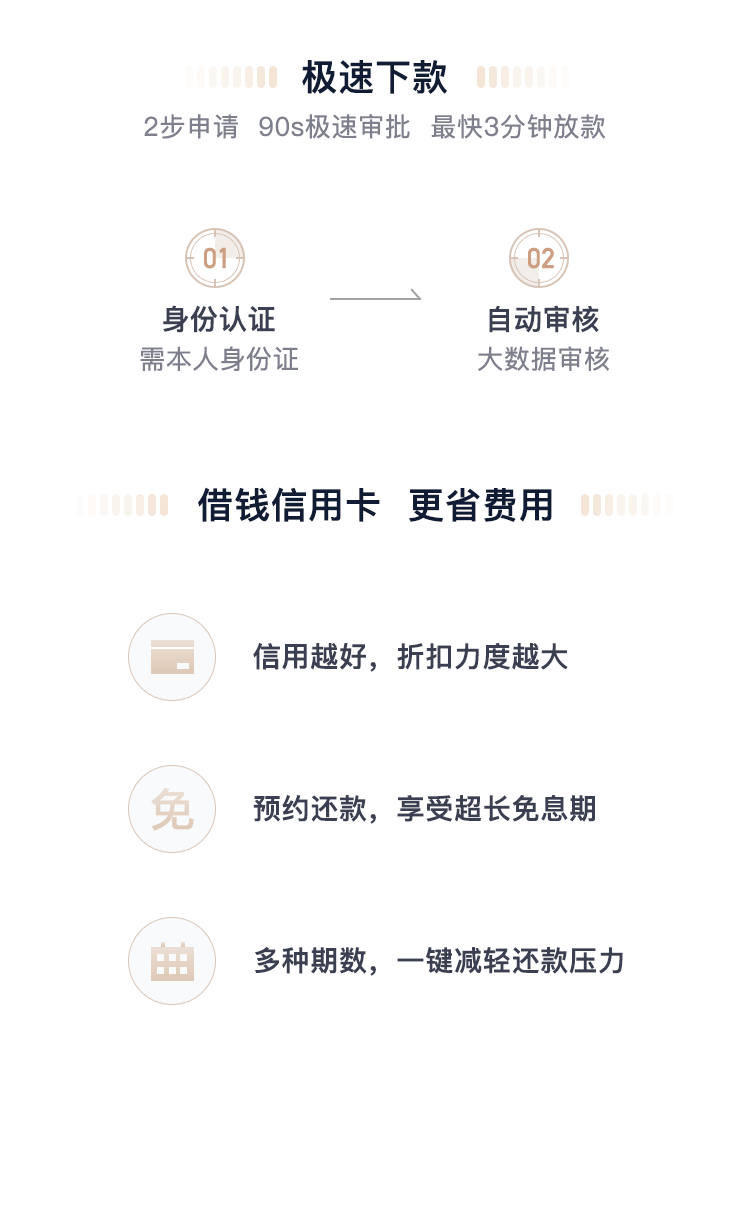 极速下款
2步申请 90s极速审批 最快3分钟放款
01
02
身份认证
自动审核
需本人身份证
大数据审核
借钱信用卡 更省费用
信用越好，折扣力度越大
免
预约还款，享受超长免息期
多种期数，一键减轻还款压力